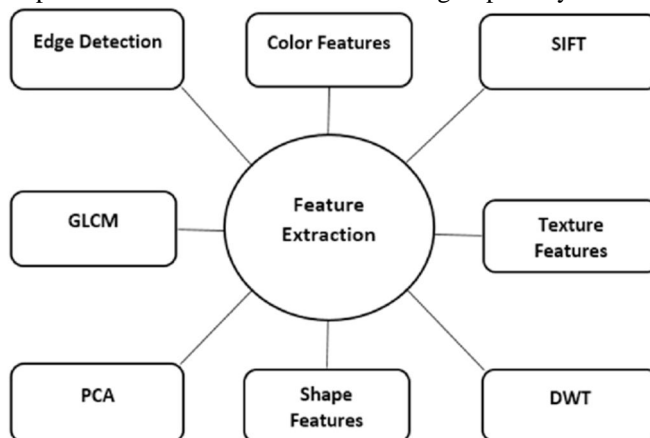 Edge Detection
Color Features
SIFT
GLCM
Feature
Extraction
Texture
Features
PCA
Shape
Features
DWT